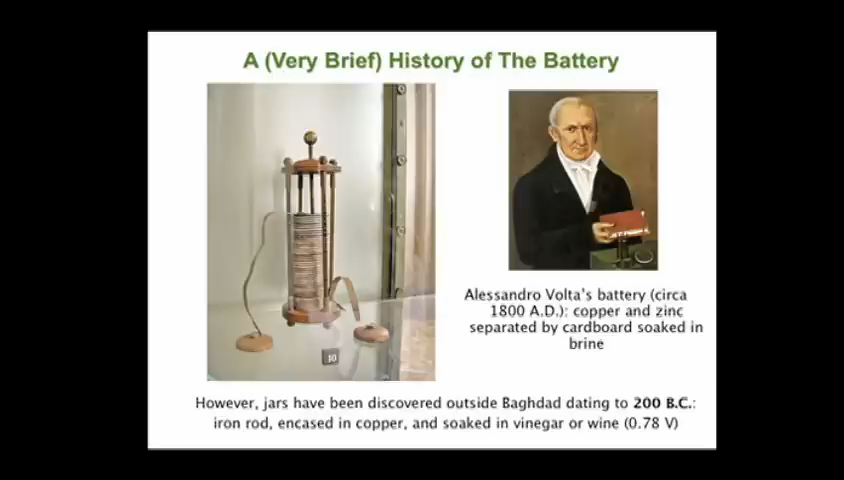 A (Very Brief) History of The Battery
10
Alessandro Volta's battery (circa
1800 A.D.): copper and zinc
separated by cardboard soaked in
brine
However, jars have been discovered outside Baghdad dating to 200 B.C.:
iron rod, encased in copper, and soaked in vinegar or wine (0.78 V)